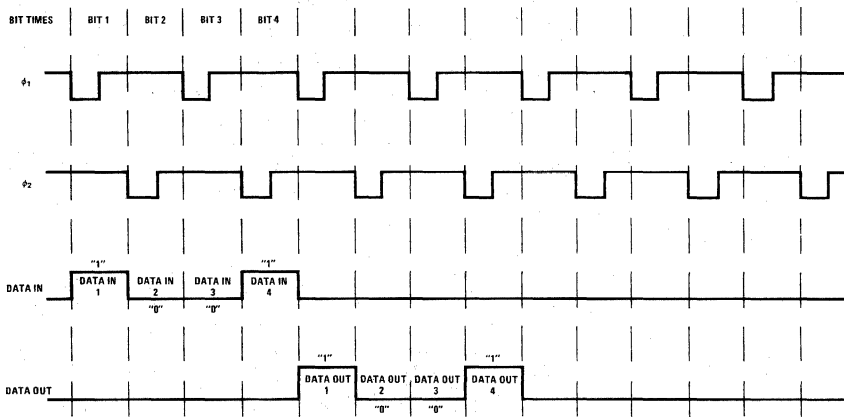 BIT TIMES BIT 1 BIT 2 BIT 3 BIT 4
ϕ1
ϕ2
"1" "1"
DATA IN DATA IN DATA IN DATA IN
DATA IN 1 2 3 4
"0" "0"
"1" "1"
DATA OUT DATA OUT DATA OUT DATA OUT
DATA OUT 1 2 3 4
"0" "0"